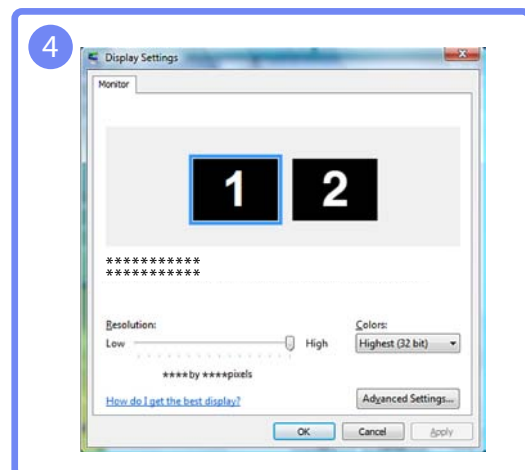 4
Display Settings
Monitor
1 2
***********
***********
Resolution: Colors:
Low High Highest (32 bit)
**** by ****pixels
How do I get the best display? Advanced Settings...
OK Cancel Apply